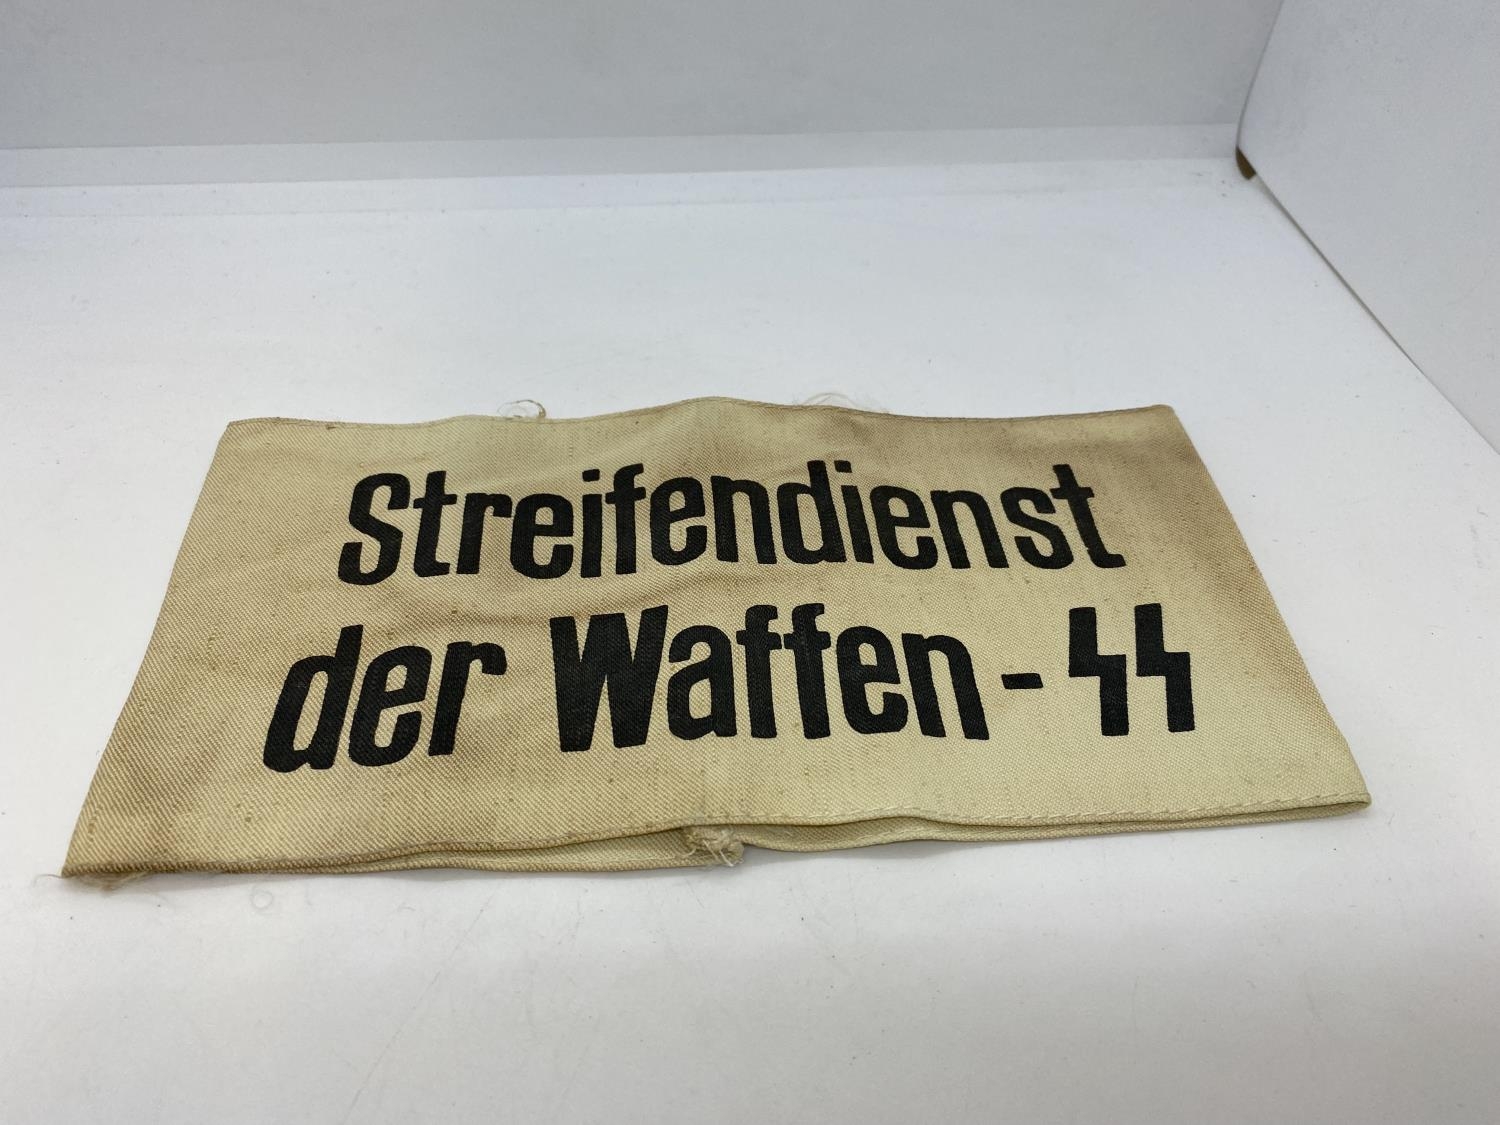 Streifendienst
der Waffen-ᛋᛋ